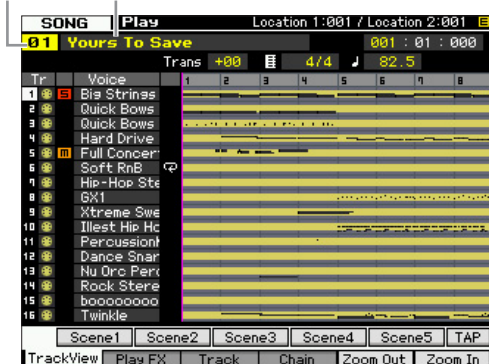 SONG Play Location 1:001 / Location 2:001
01 Yours To Save 001 : 01 : 000
Trans +00 4/4 ♩ 82.5
Tr Voice 1 2 3 4 5 6 7 8
1 S Big Strings
2 Quick Bows
3 Quick Bows
4 Hard Drive
5 m Full Concer
6 Soft RnB
7 Hip-Hop Ste
8 GX1
9 Xtreme Swe
10 Illest Hip Ho
11 Percussion
12 Dance Snar
13 Nu Orc Perc
14 Rock Stere
15 booooooooo
16 Twinkle
Scene1 Scene2 Scene3 Scene4 Scene5 TAP
TrackView Play FX Track Chain Zoom Out Zoom In